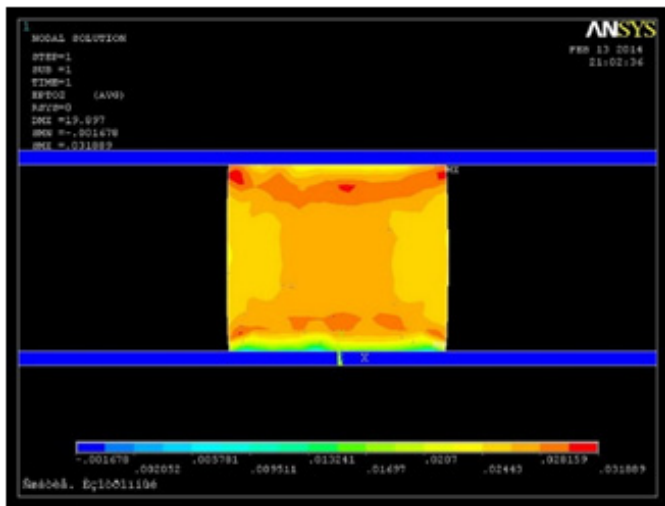 1
NODAL SOLUTION
STEP=1
SUB =1
TIME=1
EPTOZ (AVG)
RSYS=0
DMX =19.897
SMN =-.001678
SMX =.031889
ANSYS
FEB 13 2014
21:02:36
MX
X
-.001678 .005781 .013241 .0207 .028159
.002052 .009511 .01697 .02443 .031889